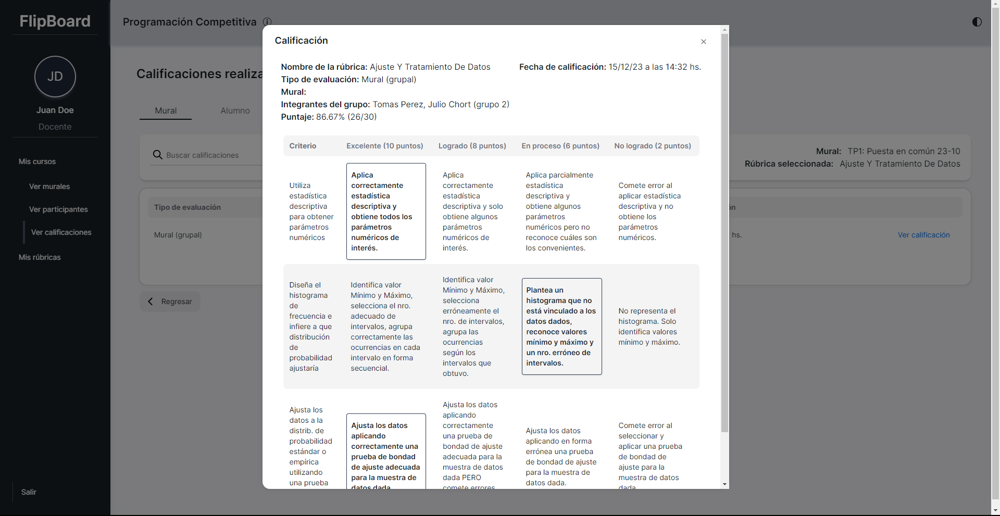 FlipBoard
JD
Juan Doe
Docente
Mis cursos
Ver murales
Ver participantes
Ver calificaciones
Mis rúbricas
Salir
Programación Competitiva
Calificaciones realiza
Mural
Alumno
Buscar calificaciones
Tipo de evaluación
Mural (grupal)
Regresar
Mural: TP1: Puesta en común 23-10
Rúbrica seleccionada: Ajuste Y Tratamiento De Datos
ón
hs.
Ver calificación
Calificación
Nombre de la rúbrica: Ajuste Y Tratamiento De Datos
Fecha de calificación: 15/12/23 a las 14:32 hs.
Tipo de evaluación: Mural (grupal)
Mural:
Integrantes del grupo: Tomas Perez, Julio Chort (grupo 2)
Puntaje: 86.67% (26/30)
Criterio
Excelente (10 puntos)
Logrado (8 puntos)
En proceso (6 puntos)
No logrado (2 puntos)
Utiliza
estadística
descriptiva
para obtener
parámetros
numéricos
Aplica
correctamente
estadística
descriptiva y
obtiene todos los
parámetros
numéricos de
interés.
Aplica
correctamente
estadística
descriptiva y solo
obtiene algunos
parámetros
numéricos de
interés.
Aplica parcialmente
estadística
descriptiva y
obtiene algunos
parámetros
numéricos pero no
reconoce cuáles son
los convenientes.
Comete error al
aplicar estadística
descriptiva y no
obtiene los
parámetros
numéricos.
Diseña el
histograma
de
frecuencia e
infiere a que
distribución
de
probabilidad
ajustaría
Identifica valor
Mínimo y Máximo,
selecciona el nro.
adecuado de
intervalos, agrupa
correctamente las
ocurrencias en cada
intervalo en forma
secuencial.
Identifica valor
Mínimo y Máximo,
selecciona
erróneamente el
nro. de intervalos,
agrupa las
ocurrencias
según los
intervalos que
obtuvo.
Plantea un
histograma que no
está vinculado a los
datos dados,
reconoce valores
mínimo y máximo y
un nro. erróneo de
intervalos.
No representa el
histograma. Solo
identifica valores
mínimo y máximo.
Ajusta los
datos a la
distrib. de
probabilidad
estándar o
empírica
utilizando
una prueba
Ajusta los datos
aplicando
correctamente una
prueba de bondad
de ajuste adecuada
para la muestra de
datos dada.
Ajusta los datos
aplicando
correctamente
una prueba de
bondad de ajuste
adecuada para la
muestra de datos
dada PERO
comete errores
Ajusta los datos
aplicando en forma
errónea una prueba
de bondad de ajuste
para la muestra de
datos dada.
Comete error al
seleccionar y
aplicar una prueba
de bondad de
ajuste para la
muestra de datos
dada